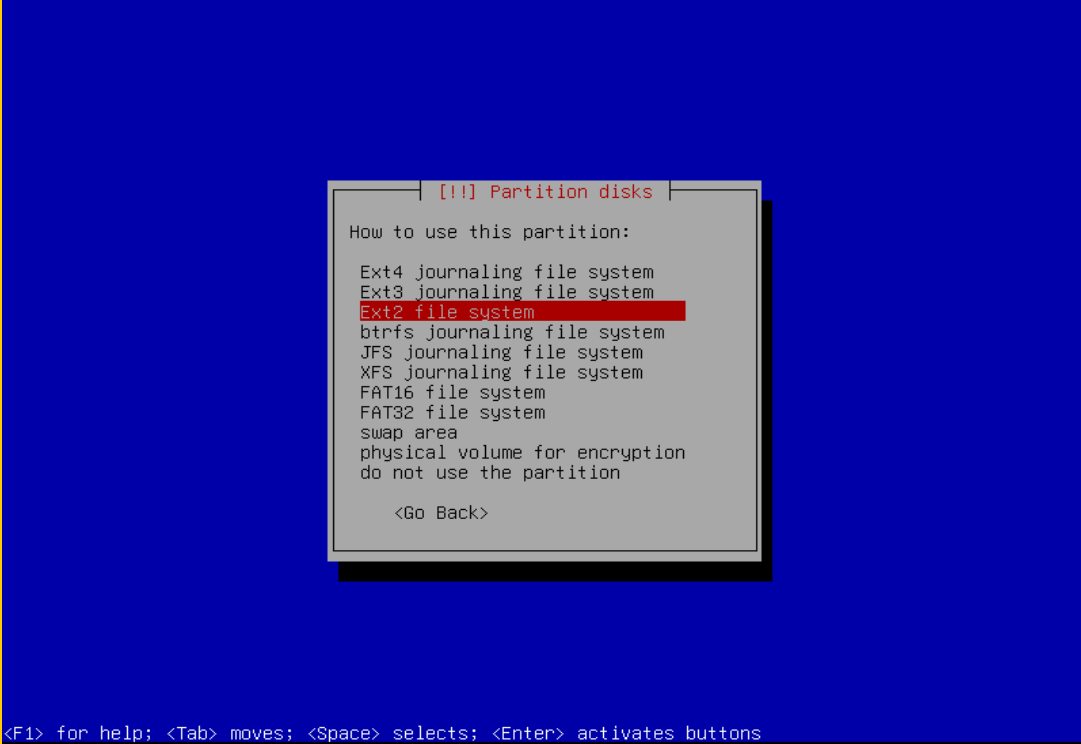 [!!] Partition disks
How to use this partition:
Ext4 journaling file system
Ext3 journaling file system
Ext2 file system
btrfs journaling file system
JFS journaling file system
XFS journaling file system
FAT16 file system
FAT32 file system
swap area
physical volume for encryption
do not use the partition
<Go Back>
<F1> for help; <Tab> moves; <Space> selects; <Enter> activates buttons